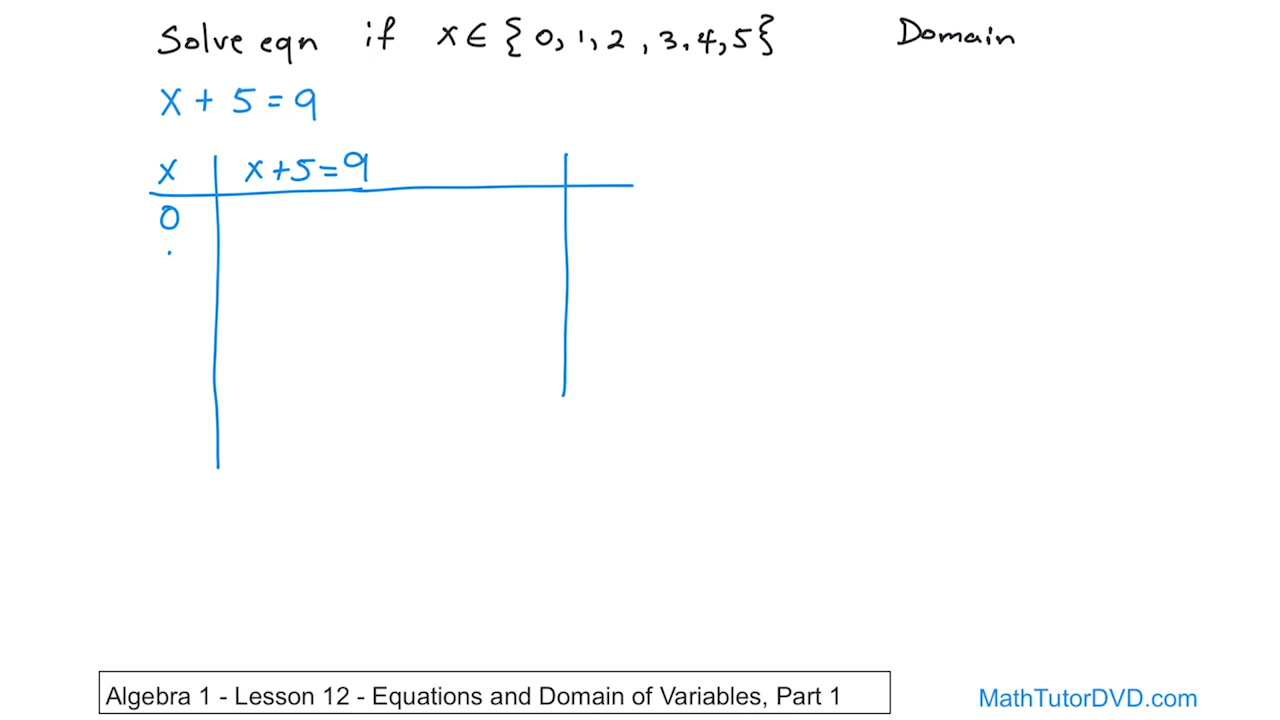 Solve eqn if x ∈ { 0, 1, 2, 3, 4, 5} Domain
x + 5 = 9
x x + 5 = 9
0
Algebra 1 - Lesson 12 - Equations and Domain of Variables, Part 1
MathTutorDVD.com